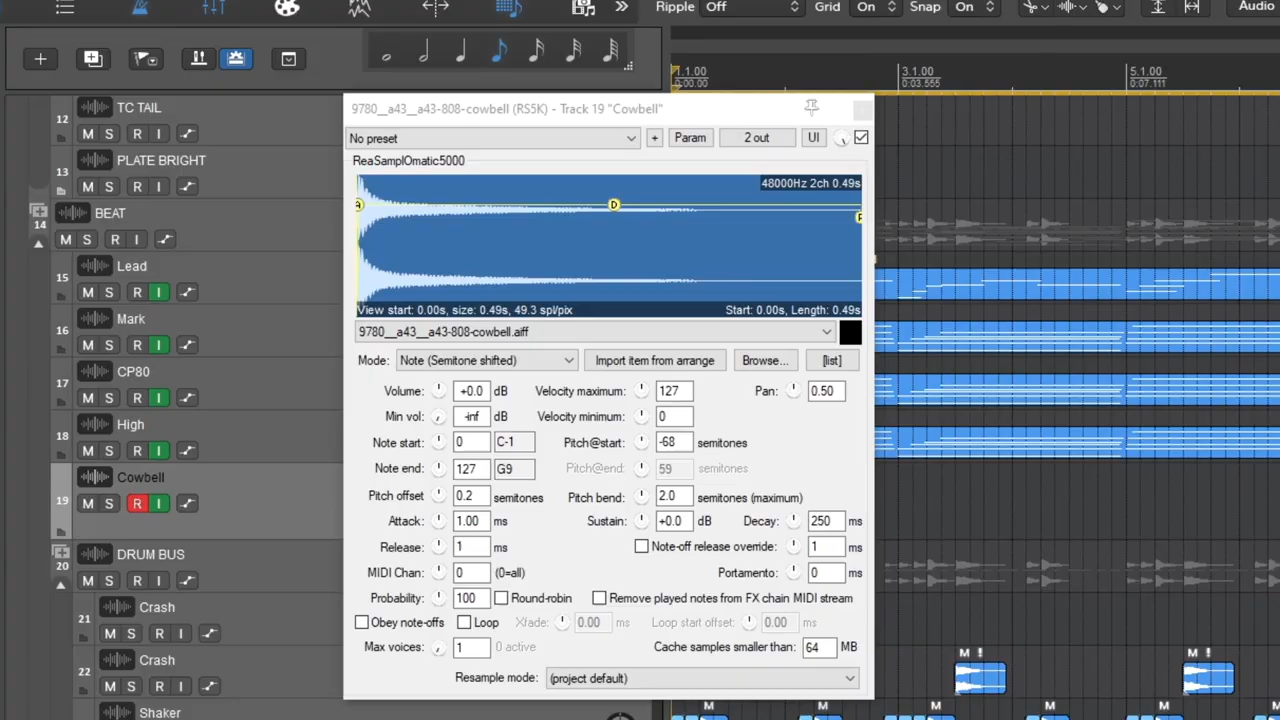 Ripple Off Grid On Snap On Audio
1.1.00
0:00.00
3.1.00
0:03.555
5.1.00
0:07.111
9780__a43__a43-808-cowbell (RS5K) - Track 19 "Cowbell"
No preset + Param 2 out UI
ReaSamplOmatic5000
48000Hz 2ch 0.49s
A D
View start: 0.00s, size: 0.49s, 49.3 spl/pix Start: 0.00s, Length: 0.49s
9780__a43__a43-808-cowbell.aiff
Mode: Note (Semitone shifted) Import item from arrange Browse... [list]
Volume: +0.0 dB Velocity maximum: 127 Pan: 0.50
Min vol: -inf dB Velocity minimum: 0
Note start: 0 C-1 Pitch@start: -68 semitones
Note end: 127 G9 Pitch@end: 59 semitones
Pitch offset 0.2 semitones Pitch bend: 2.0 semitones (maximum)
Attack: 1.00 ms Sustain: +0.0 dB Decay: 250 ms
Release: 1 ms Note-off release override: 1 ms
MIDI Chan: 0 (0=all) Portamento: 0 ms
Probability: 100 Round-robin Remove played notes from FX chain MIDI stream
Obey note-offs Loop Xfade: 0.00 ms Loop start offset: 0.00 ms
Max voices: 1 0 active Cache samples smaller than: 64 MB
Resample mode: (project default)
12 TC TAIL
M S R I
13 PLATE BRIGHT
M S R I
14 BEAT
M S R I
15 Lead
M S R I
16 Mark
M S R I
17 CP80
M S R I
18 High
M S R I
19 Cowbell
M S R I
20 DRUM BUS
M S R I
21 Crash
M S R I
22 Crash
M S R I
Shaker
M ! M !
M M M M M